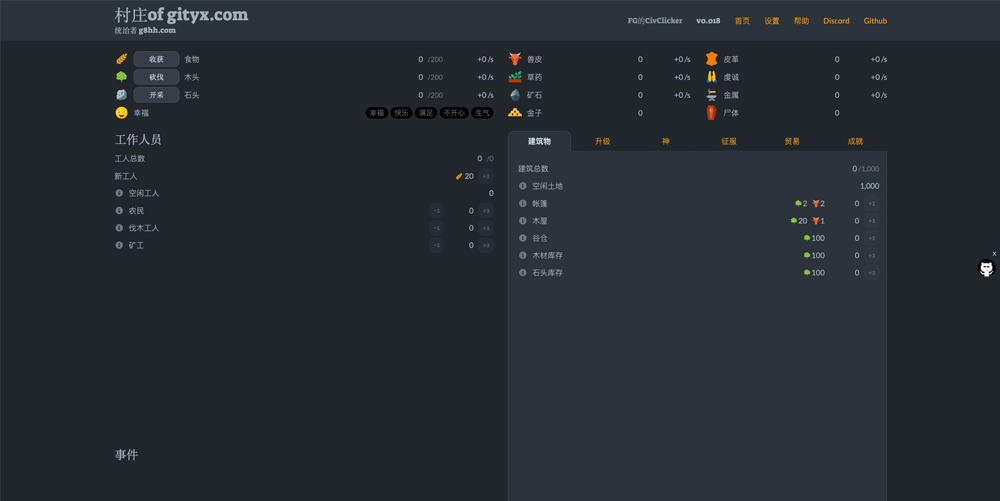 村庄of gityx.com
统治者 g8hh.com
FG的CivClicker v0.018 首页 设置 帮助 Discord Github
收获 食物 0 /200 +0 /s
砍伐 木头 0 /200 +0 /s
开采 石头 0 /200 +0 /s
幸福 幸福 快乐 满足 不开心 生气
兽皮 0 +0 /s 皮革 0 +0 /s
草药 0 +0 /s 虔诚 0 +0 /s
矿石 0 +0 /s 金属 0 +0 /s
金子 0 尸体 0
工作人员
工人总数 0 /0
新工人 20 +1
空闲工人 0
农民 -1 0 +1
伐木工人 -1 0 +1
矿工 -1 0 +1
事件
建筑物 升级 神 征服 贸易 成就
建筑总数 0 /1,000
空闲土地 1,000
帐篷 2 2 0 +1
木屋 20 1 0 +1
谷仓 100 0 +1
木材库存 100 0 +1
石头库存 100 0 +1
x